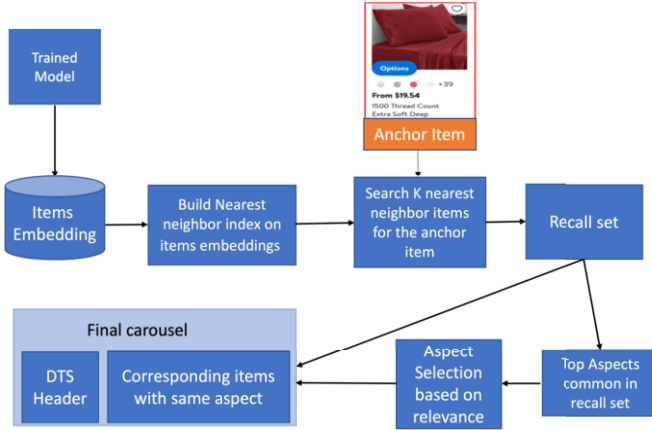 Trained
Model
Options
+39
From $19.54
1500 Thread Count
Extra Soft Deep
Anchor Item
Items
Embedding
Build Nearest
neighbor index on
items embeddings
Search K nearest
neighbor items
for the anchor
item
Recall set
Final carousel
DTS
Header
Corresponding items
with same aspect
Aspect
Selection
based on
relevance
Top Aspects
common in
recall set